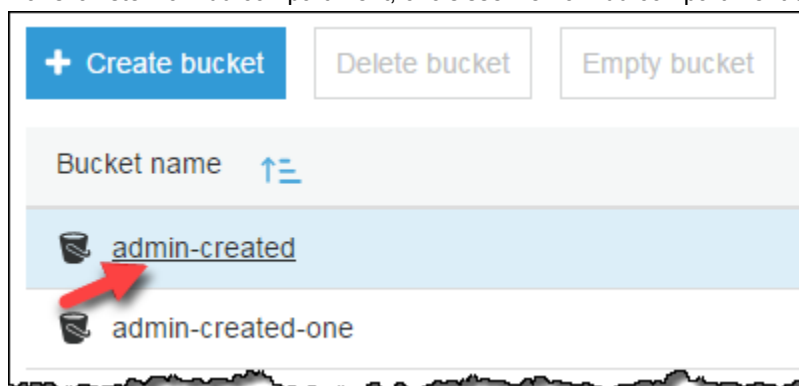 + Create bucket Delete bucket Empty bucket
Bucket name
admin-created
admin-created-one